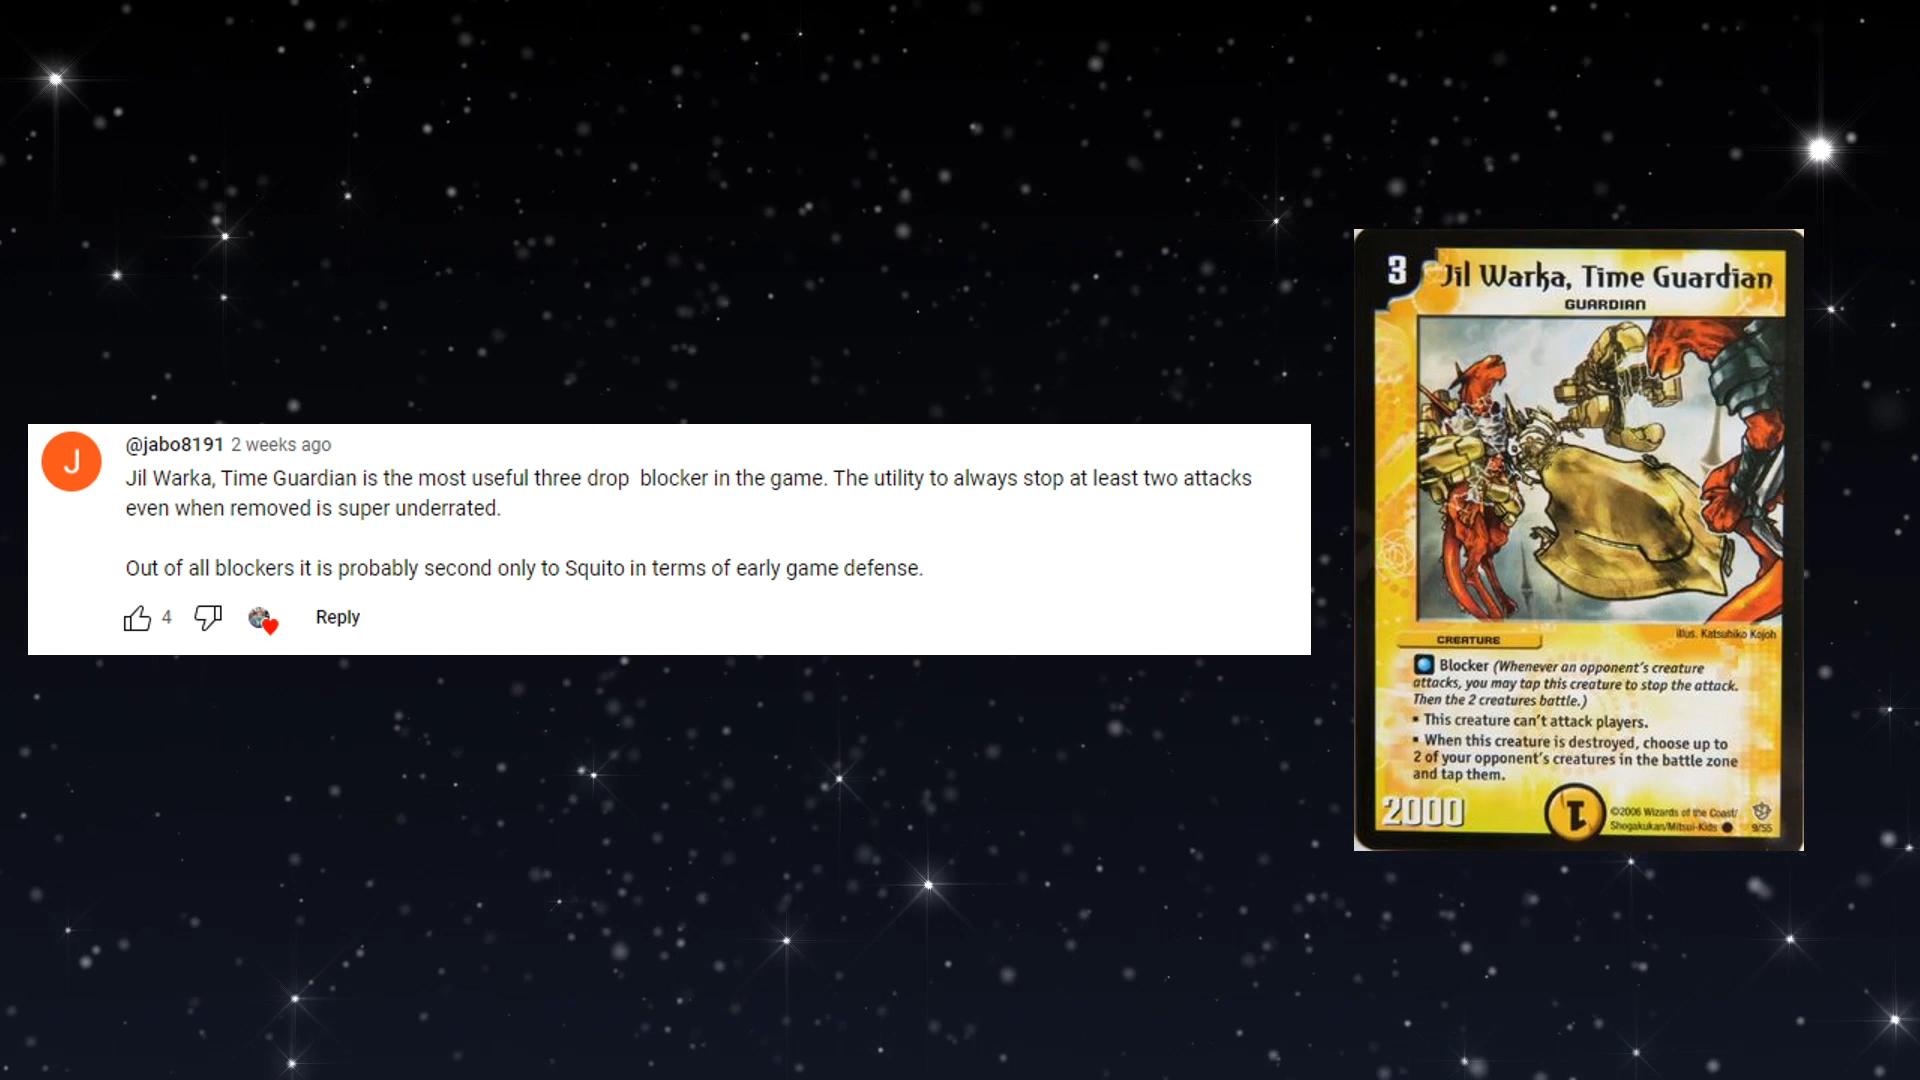 @jabo8191 2 weeks ago
J
Jil Warka, Time Guardian is the most useful three drop  blocker in the game. The utility to always stop at least two attacks
even when removed is super underrated.
Out of all blockers it is probably second only to Squito in terms of early game defense.
4
Reply
3
Jil Warka, Time Guardian
GUARDIAN
illus. Katsuhiko Kojoh
CREATURE
Blocker (Whenever an opponent's creature
attacks, you may tap this creature to stop the attack.
Then the 2 creatures battle.)
▪ This creature can't attack players.
▪ When this creature is destroyed, choose up to
2 of your opponent's creatures in the battle zone
and tap them.
2000
1
©2006 Wizards of the Coast/
Shogakukan/Mitsui-Kids
9/55